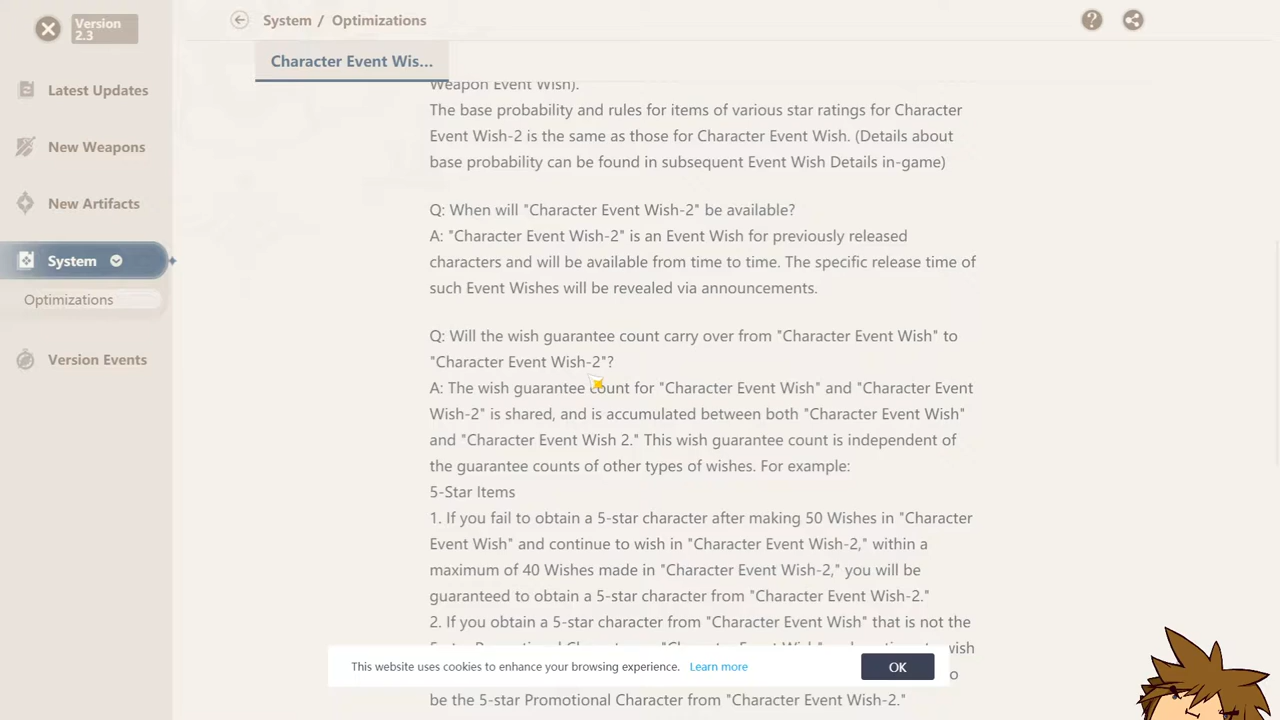 Version
2.3
System / Optimizations
Character Event Wis...
Latest Updates
New Weapons
New Artifacts
System
Optimizations
Version Events
Weapon Event Wish).
The base probability and rules for items of various star ratings for Character
Event Wish-2 is the same as those for Character Event Wish. (Details about
base probability can be found in subsequent Event Wish Details in-game)
Q: When will "Character Event Wish-2" be available?
A: "Character Event Wish-2" is an Event Wish for previously released
characters and will be available from time to time. The specific release time of
such Event Wishes will be revealed via announcements.
Q: Will the wish guarantee count carry over from "Character Event Wish" to
"Character Event Wish-2"?
A: The wish guarantee count for "Character Event Wish" and "Character Event
Wish-2" is shared, and is accumulated between both "Character Event Wish"
and "Character Event Wish 2." This wish guarantee count is independent of
the guarantee counts of other types of wishes. For example:
5-Star Items
1. If you fail to obtain a 5-star character after making 50 Wishes in "Character
Event Wish" and continue to wish in "Character Event Wish-2," within a
maximum of 40 Wishes made in "Character Event Wish-2," you will be
guaranteed to obtain a 5-star character from "Character Event Wish-2."
2. If you obtain a 5-star character from "Character Event Wish" that is not the
wish
This website uses cookies to enhance your browsing experience. Learn more
OK
be the 5-star Promotional Character from "Character Event Wish-2."